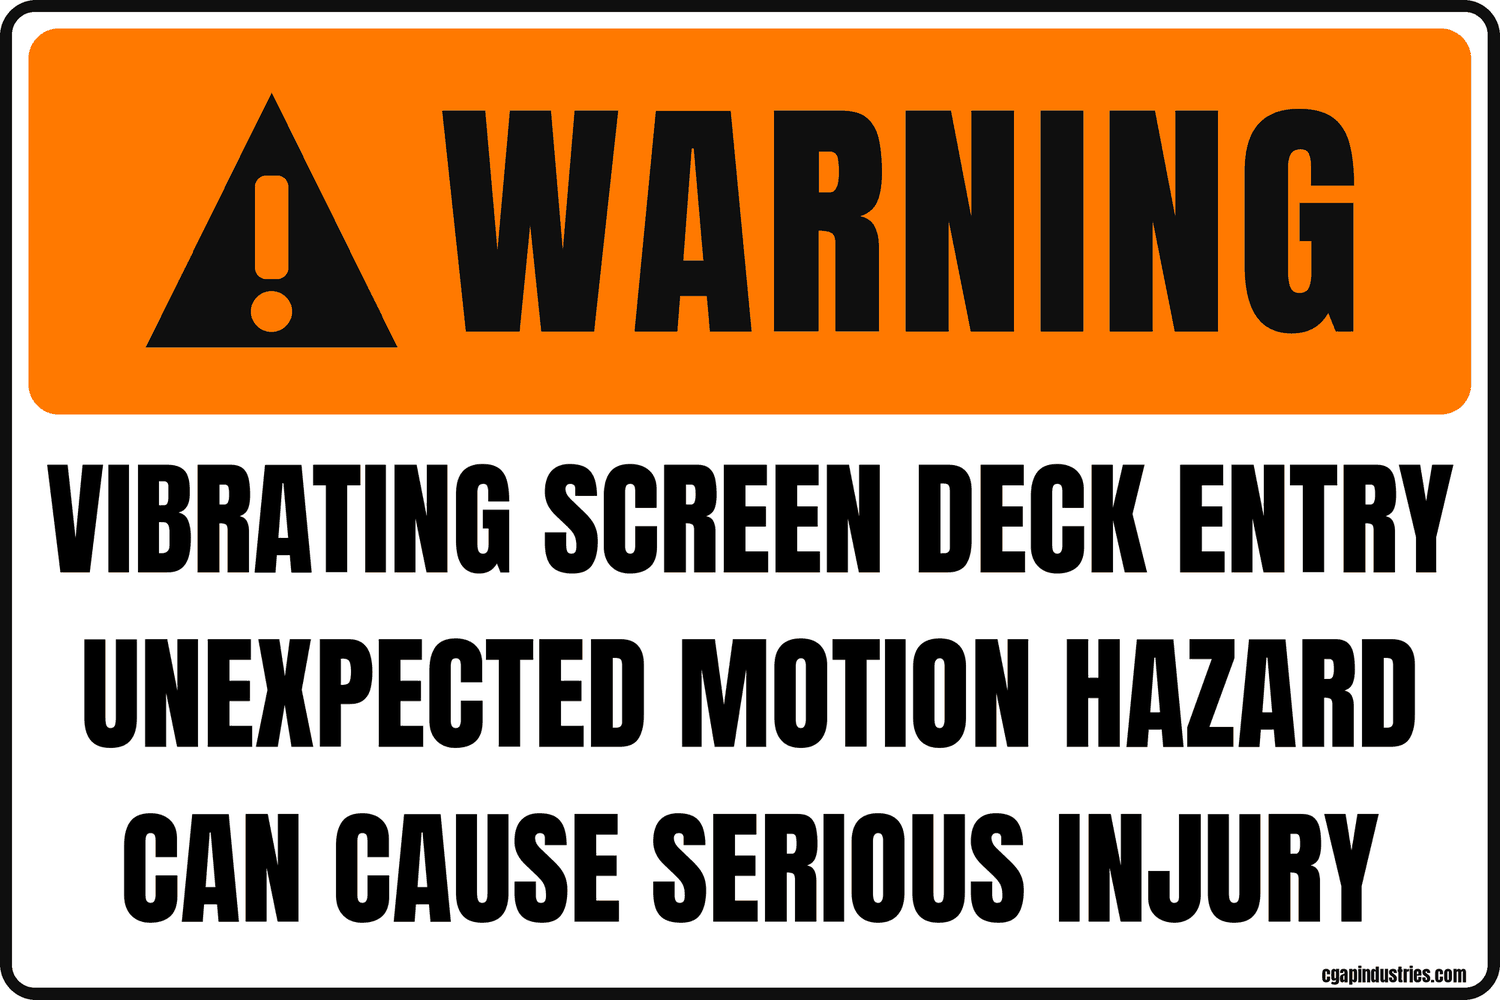 WARNING
VIBRATING SCREEN DECK ENTRY
UNEXPECTED MOTION HAZARD
CAN CAUSE SERIOUS INJURY
cgapindustries.com